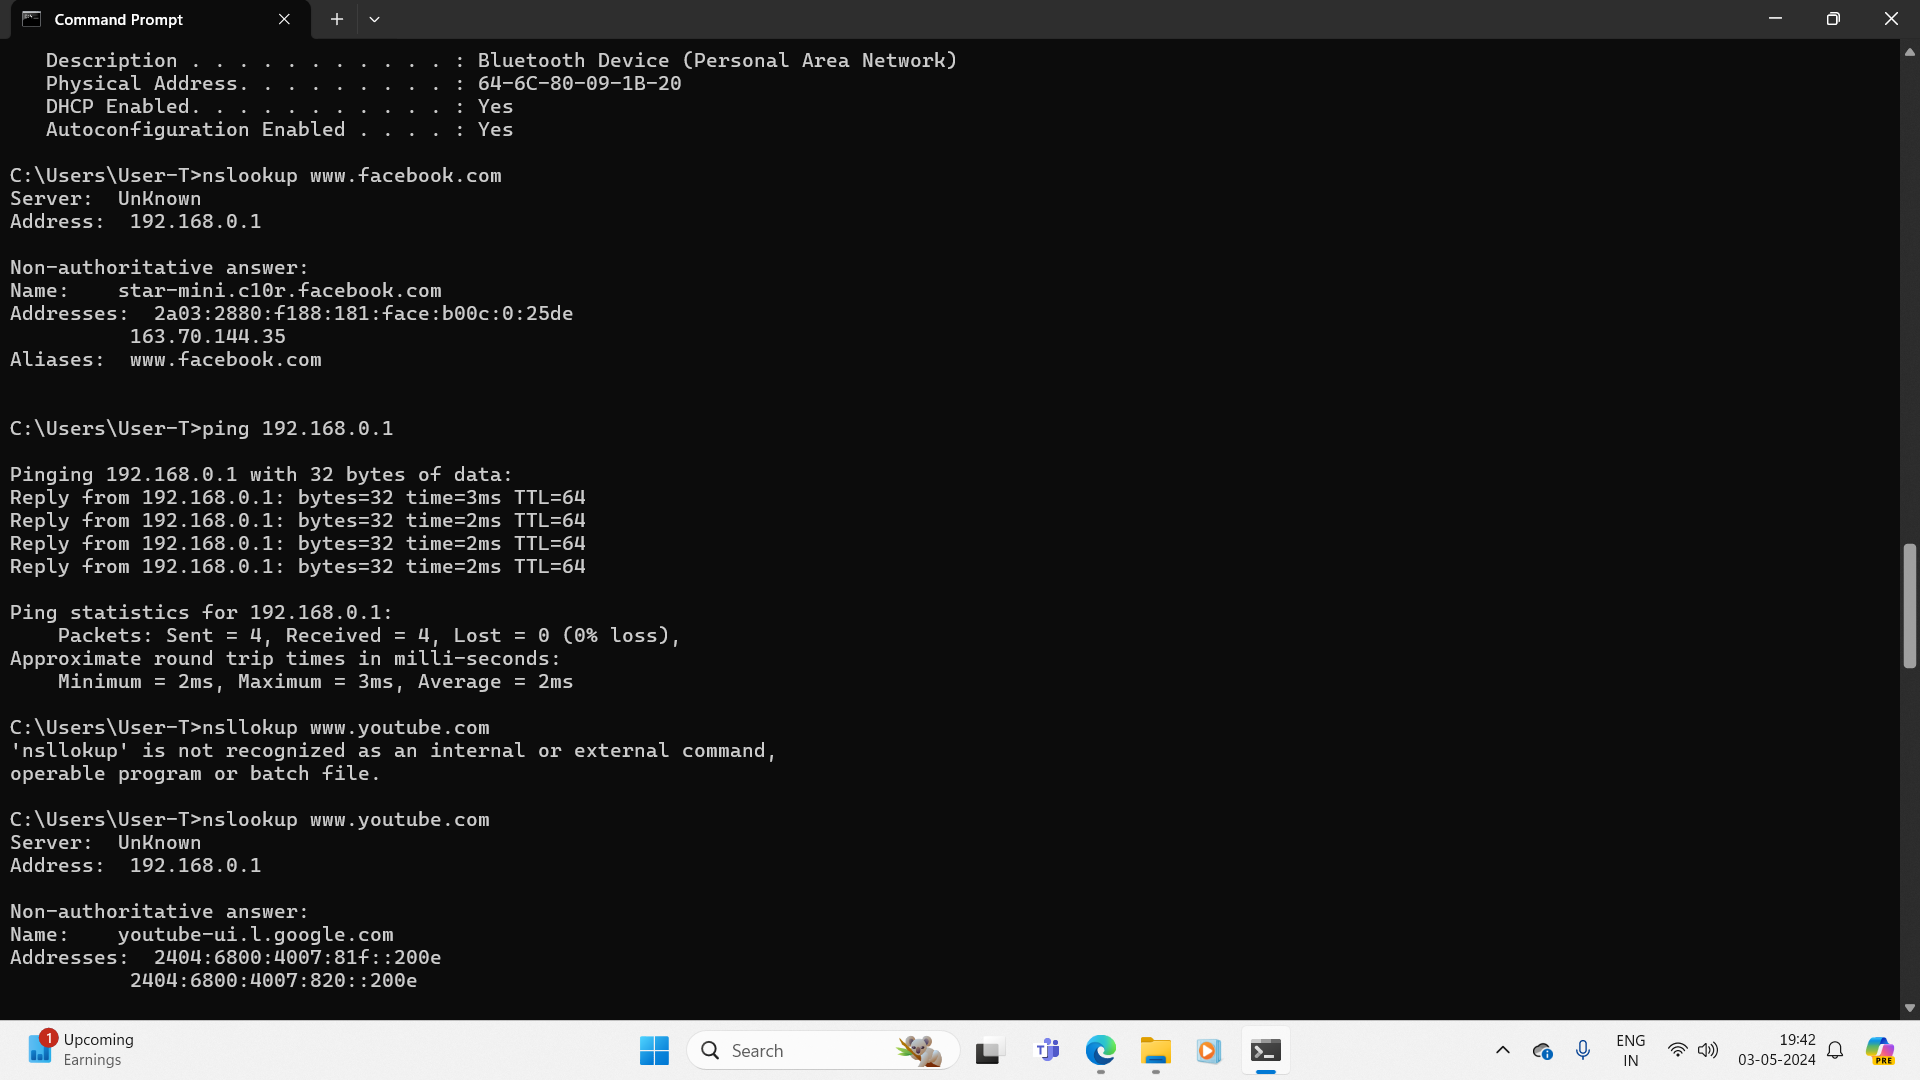 Command Prompt
   Description . . . . . . . . . . . : Bluetooth Device (Personal Area Network)
   Physical Address. . . . . . . . . : 64-6C-80-09-1B-20
   DHCP Enabled. . . . . . . . . . . : Yes
   Autoconfiguration Enabled . . . . : Yes
C:\Users\User-T>nslookup www.facebook.com
Server:  UnKnown
Address:  192.168.0.1
Non-authoritative answer:
Name:    star-mini.c10r.facebook.com
Addresses:  2a03:2880:f188:181:face:b00c:0:25de
          163.70.144.35
Aliases:  www.facebook.com
C:\Users\User-T>ping 192.168.0.1
Pinging 192.168.0.1 with 32 bytes of data:
Reply from 192.168.0.1: bytes=32 time=3ms TTL=64
Reply from 192.168.0.1: bytes=32 time=2ms TTL=64
Reply from 192.168.0.1: bytes=32 time=2ms TTL=64
Reply from 192.168.0.1: bytes=32 time=2ms TTL=64
Ping statistics for 192.168.0.1:
    Packets: Sent = 4, Received = 4, Lost = 0 (0% loss),
Approximate round trip times in milli-seconds:
    Minimum = 2ms, Maximum = 3ms, Average = 2ms
C:\Users\User-T>nsllokup www.youtube.com
'nsllokup' is not recognized as an internal or external command,
operable program or batch file.
C:\Users\User-T>nslookup www.youtube.com
Server:  UnKnown
Address:  192.168.0.1
Non-authoritative answer:
Name:    youtube-ui.l.google.com
Addresses:  2404:6800:4007:81f::200e
          2404:6800:4007:820::200e
1
Upcoming
Earnings
Search
ENG
IN
19:42
03-05-2024
PRE